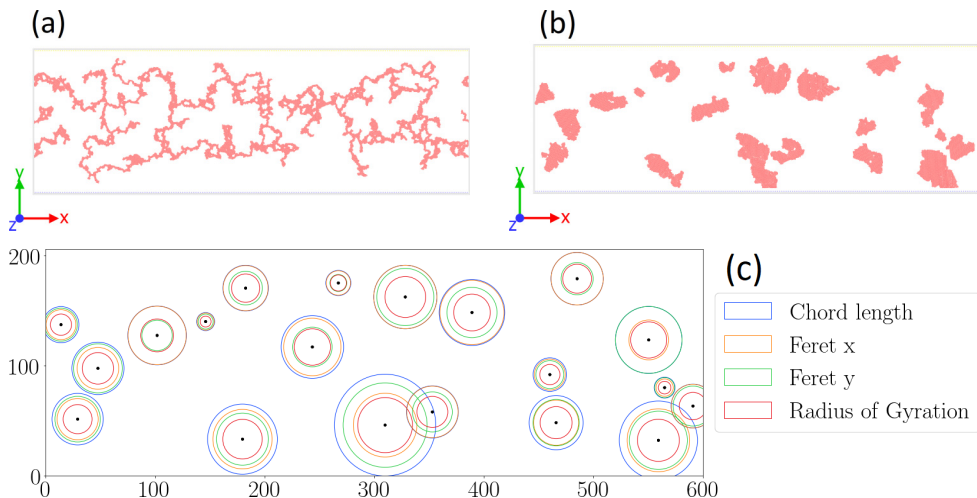 (a)
(b)
y
z
x
y
z
x
(c)
200
100
0
0
100
200
300
400
500
600
Chord length
Feret x
Feret y
Radius of Gyration